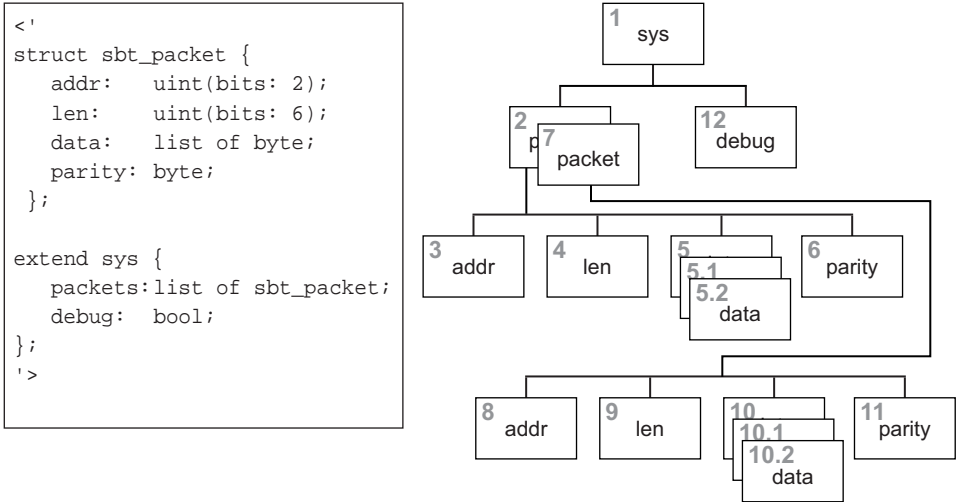 <'
struct sbt_packet {
addr: uint(bits: 2);
len: uint(bits: 6);
data: list of byte;
parity: byte;
};
extend sys {
packets:list of sbt_packet;
debug: bool;
};
'>
1
sys
2
p
7
packet
12
debug
3
addr
4
len
5
5.1
5.2
data
6
parity
8
addr
9
len
10
10.1
10.2
data
11
parity